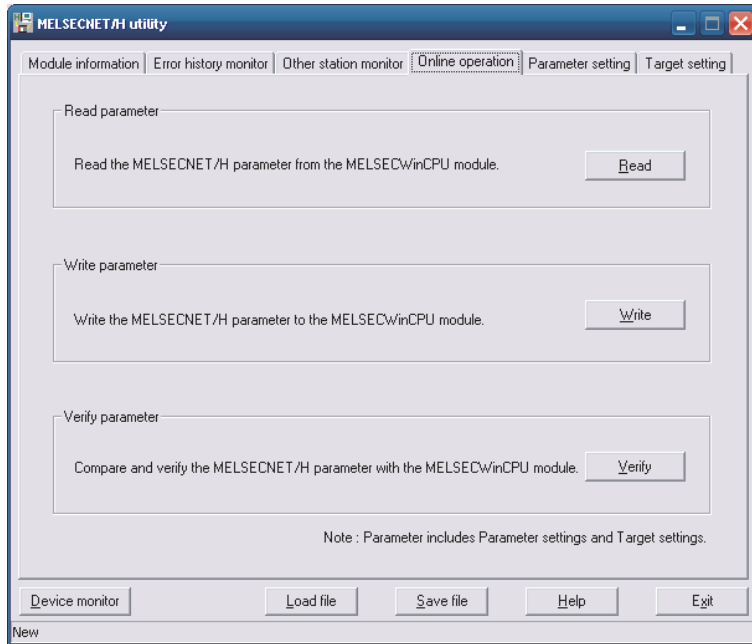 MELSECNET/H utility
Module information Error history monitor Other station monitor Online operation Parameter setting Target setting
Read parameter
Read the MELSECNET/H parameter from the MELSECWinCPU module. Read
Write parameter
Write the MELSECNET/H parameter to the MELSECWinCPU module. Write
Verify parameter
Compare and verify the MELSECNET/H parameter with the MELSECWinCPU module. Verify
Note : Parameter includes Parameter settings and Target settings.
Device monitor Load file Save file Help Exit
New